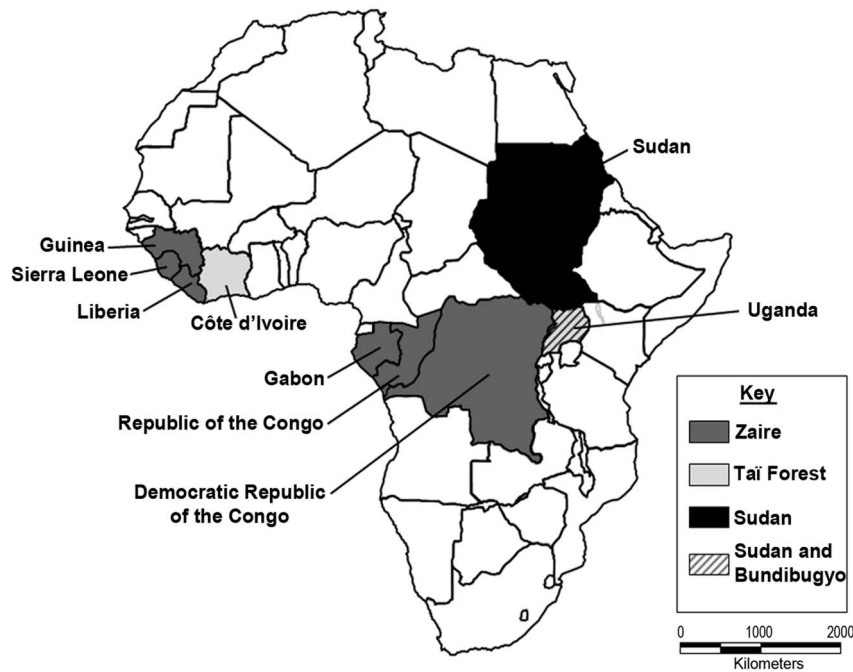 Sudan
Guinea
Sierra Leone
Liberia
Côte d'Ivoire
Uganda
Gabon
Republic of the Congo
Democratic Republic
of the Congo
Key
Zaire
Taï Forest
Sudan
Sudan and
Bundibugyo
0 1000 2000
Kilometers